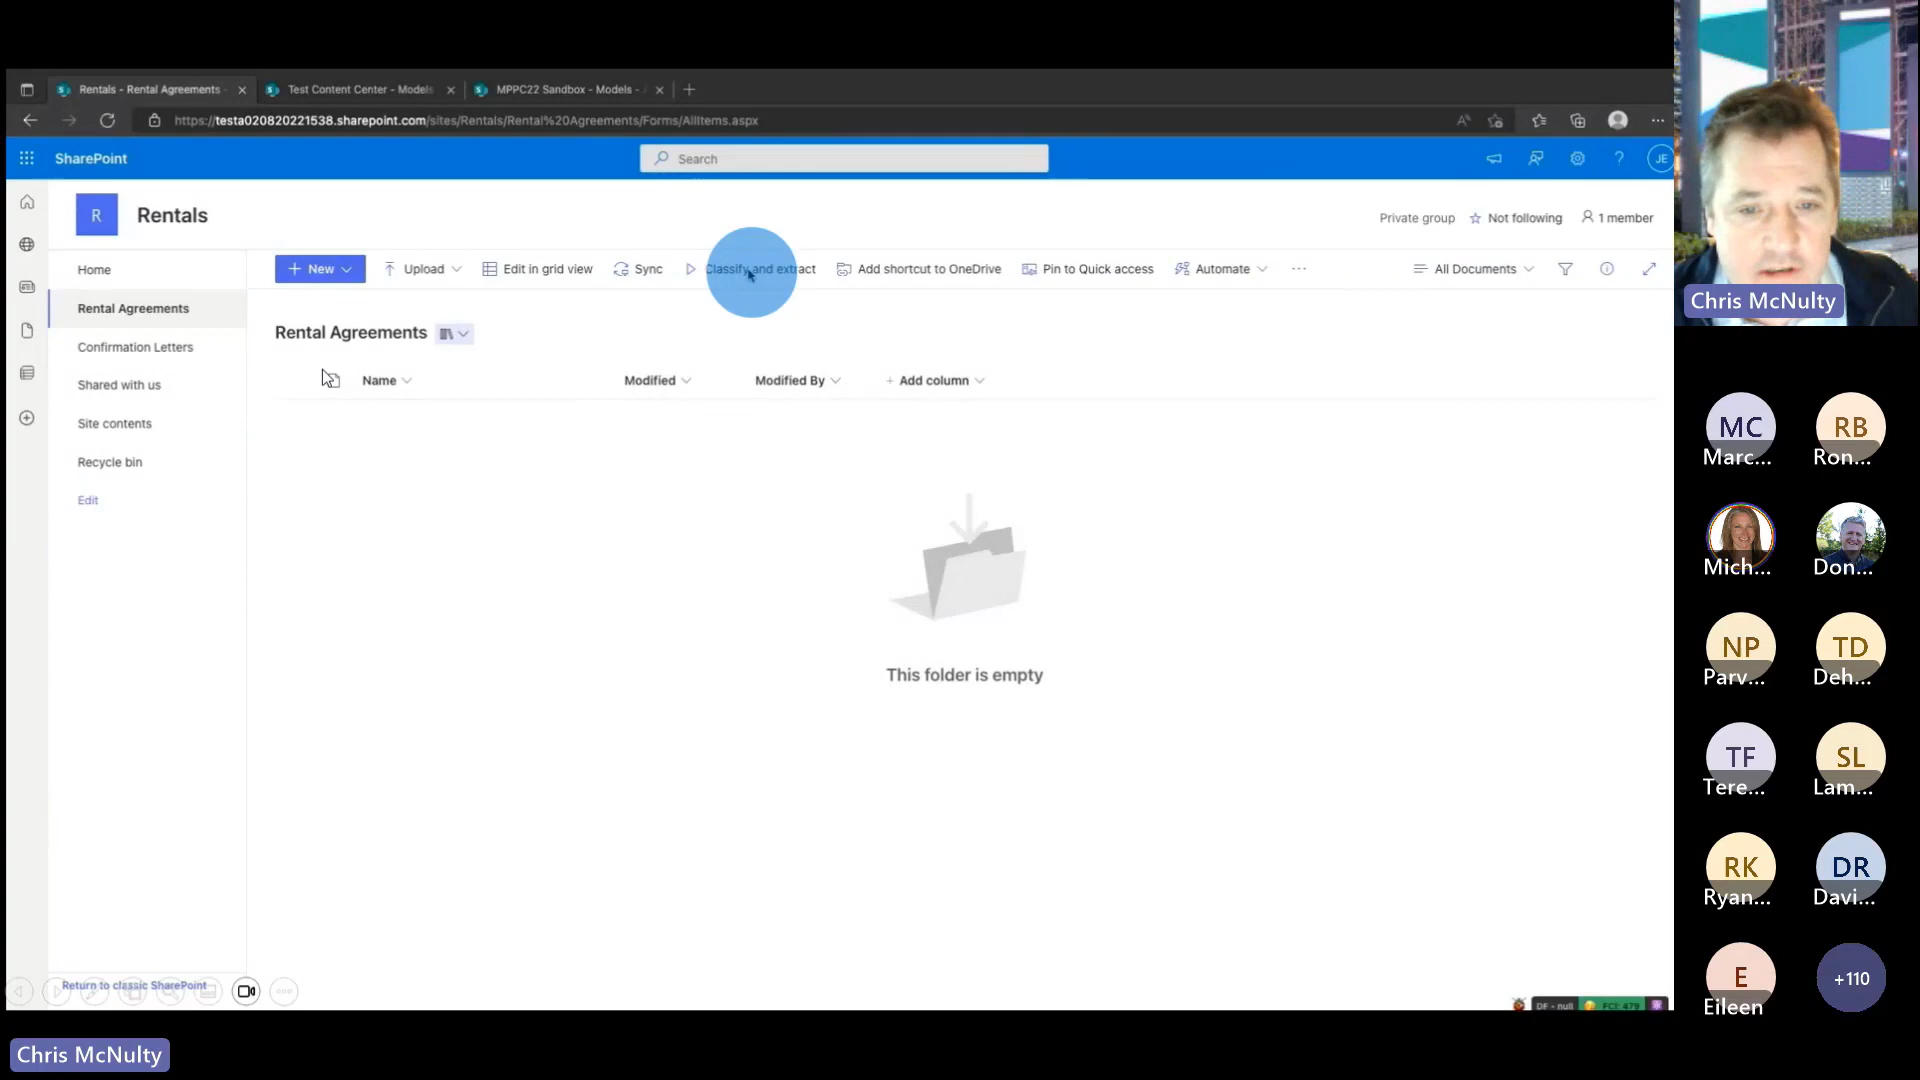 Rentals - Rental Agreements -
Test Content Center - Models
MPPC22 Sandbox - Models -
https://testa020820221538.sharepoint.com/sites/Rentals/Rental%20Agreements/Forms/AllItems.aspx
SharePoint
Search
JE
R
Rentals
Private group
Not following
1 member
Home
Rental Agreements
Confirmation Letters
Shared with us
Site contents
Recycle bin
Edit
New
Upload
Edit in grid view
Sync
Classify and extract
Add shortcut to OneDrive
Pin to Quick access
Automate
All Documents
Rental Agreements
Name
Modified
Modified By
+ Add column
This folder is empty
Return to classic SharePoint
DF - null
FCI: 479
Chris McNulty
Chris McNulty
MC
Marc...
RB
Ron...
Mich...
Don...
NP
Parv...
TD
Deh...
TF
Tere...
SL
Lam...
RK
Ryan...
DR
Davi...
E
Eileen
+110